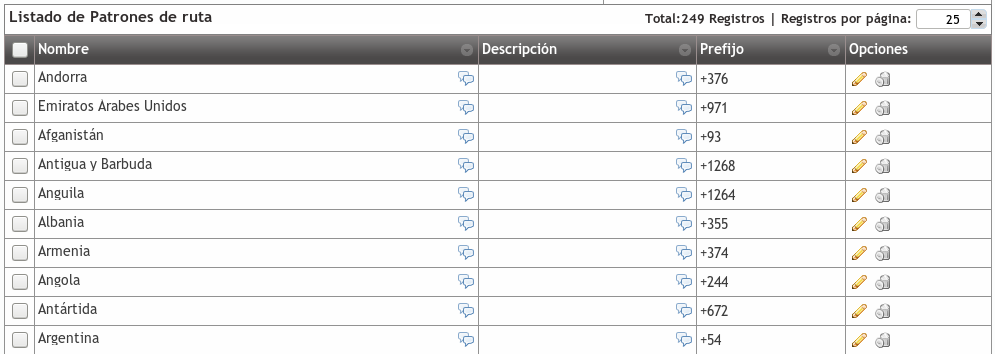 Listado de Patrones de ruta Total:249 Registros | Registros por página: 25
Nombre Descripción Prefijo Opciones
Andorra +376
Emiratos Arabes Unidos +971
Afganistán +93
Antigua y Barbuda +1268
Anguila +1264
Albania +355
Armenia +374
Angola +244
Antártida +672
Argentina +54